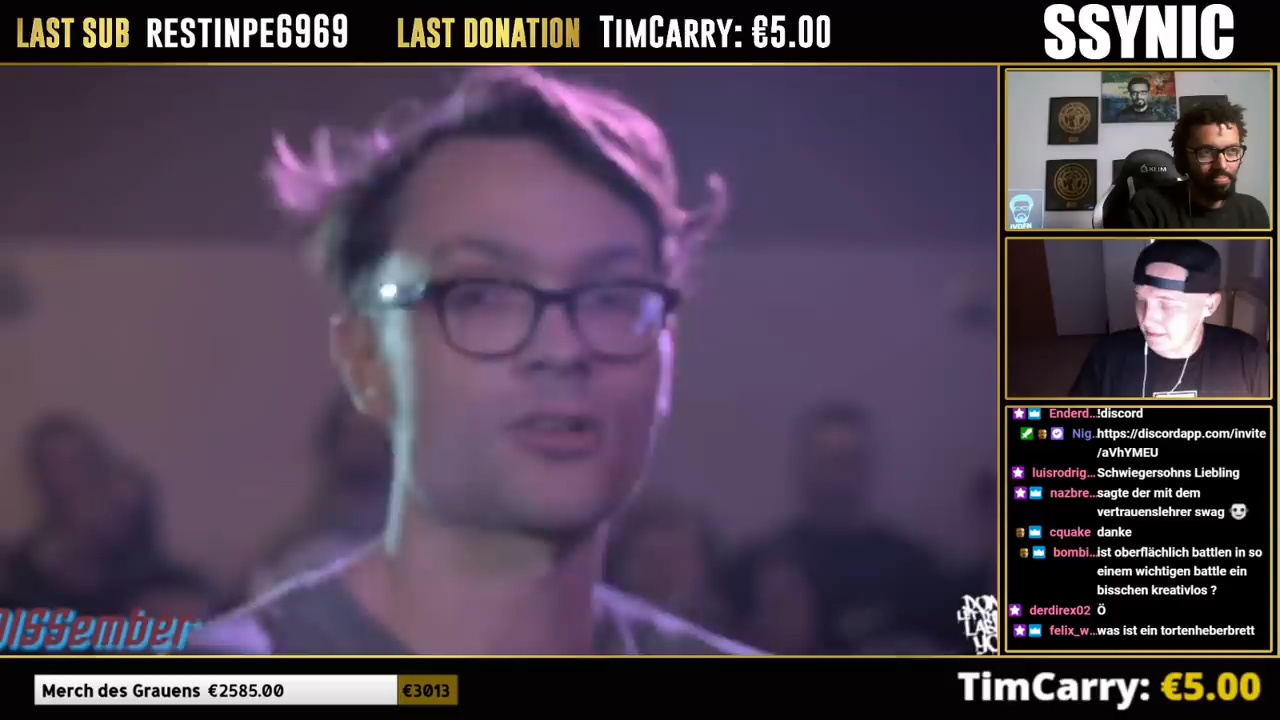 LAST SUB RESTINPE6969 LAST DONATION TIMCARRY: €5.00 SSYNIC
Enderd.. !discord
Nig.. https://discordapp.com/invite
/aVhYMEU
luisrodrig... Schwiegersohns Liebling
nazbre.. sagte der mit dem
vertrauenslehrer swag
cquake danke
bombi... ist oberflächlich battlen in so
einem wichtigen battle ein
bisschen kreativlos ?
derdirex02 Ö
felix_w... was ist ein tortenheberbrett
DISSember
DON
Merch des Grauens €2585.00 €3013
TimCarry: €5.00